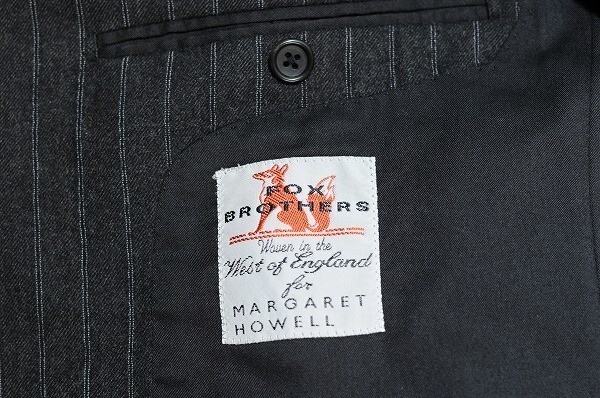 FOX
BROTHERS
Woven in the
West of England
for
MARGARET
HOWELL